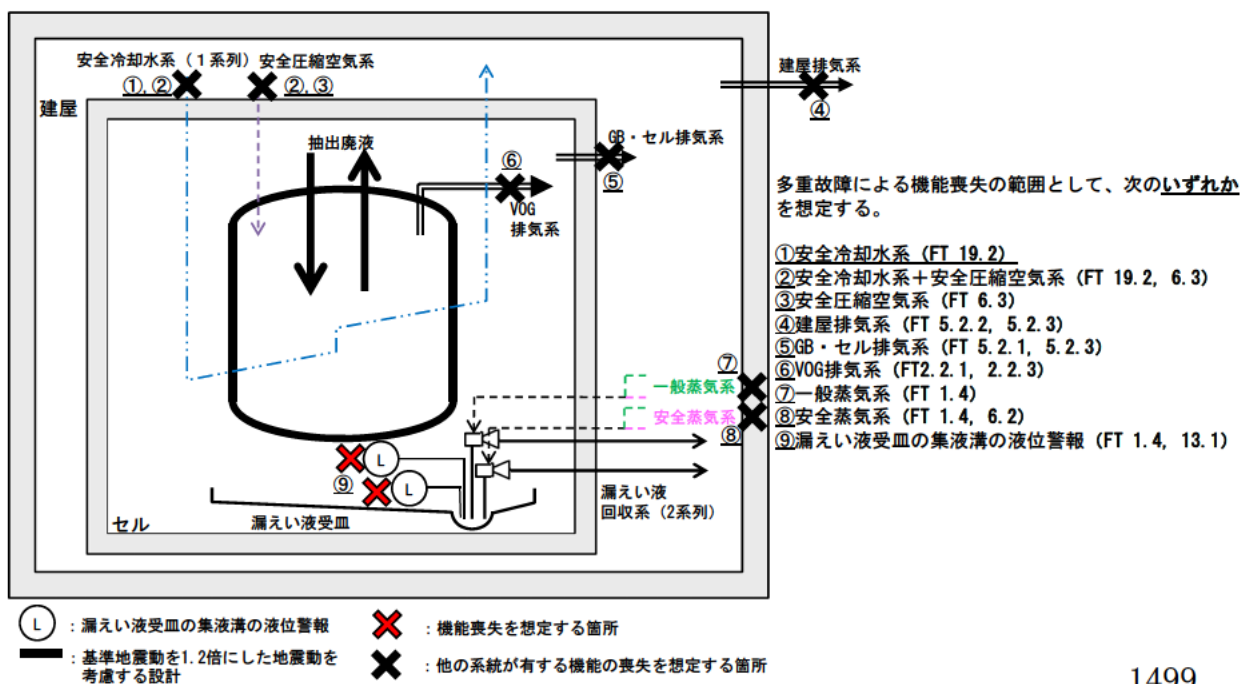 安全冷却水系（１系列）
安全圧縮空気系
①,②
②,③
建屋
抽出廃液
建屋排気系
④
GB・セル排気系
⑤
⑥
VOG
排気系
多重故障による機能喪失の範囲として、次のいずれか
を想定する。
①安全冷却水系（FT 19.2）
②安全冷却水系＋安全圧縮空気系（FT 19.2, 6.3）
③安全圧縮空気系（FT 6.3）
④建屋排気系（FT 5.2.2, 5.2.3）
⑤GB・セル排気系（FT 5.2.1, 5.2.3）
⑥VOG排気系（FT2.2.1, 2.2.3）
⑦一般蒸気系（FT 1.4）
⑧安全蒸気系（FT 1.4, 6.2）
⑨漏えい液受皿の集液溝の液位警報（FT 1.4, 13.1）
⑦
一般蒸気系
安全蒸気系
⑧
L
⑨
L
漏えい液
回収系（2系列）
セル
漏えい液受皿
L
：漏えい液受皿の集液溝の液位警報
：機能喪失を想定する箇所
：基準地震動を1.2倍にした地震動を
考慮する設計
：他の系統が有する機能の喪失を想定する箇所
1499